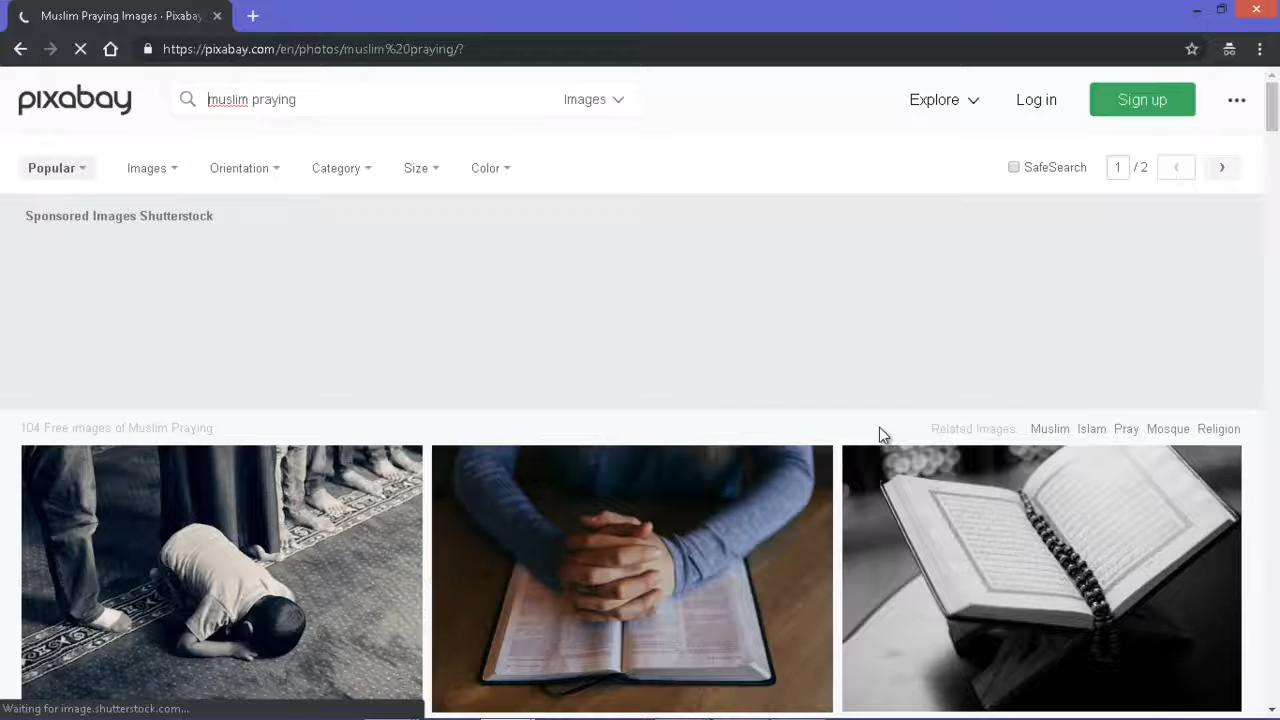 Muslim Praying Images · Pixabay
https://pixabay.com/en/photos/muslim%20praying/?
pixabay
muslim praying
Images
Explore
Log in
Sign up
Popular
Images
Orientation
Category
Size
Color
SafeSearch
1 / 2
Sponsored Images Shutterstock
104 Free images of Muslim Praying
Related Images: Muslim Islam Pray Mosque Religion
Waiting for image.shutterstock.com...